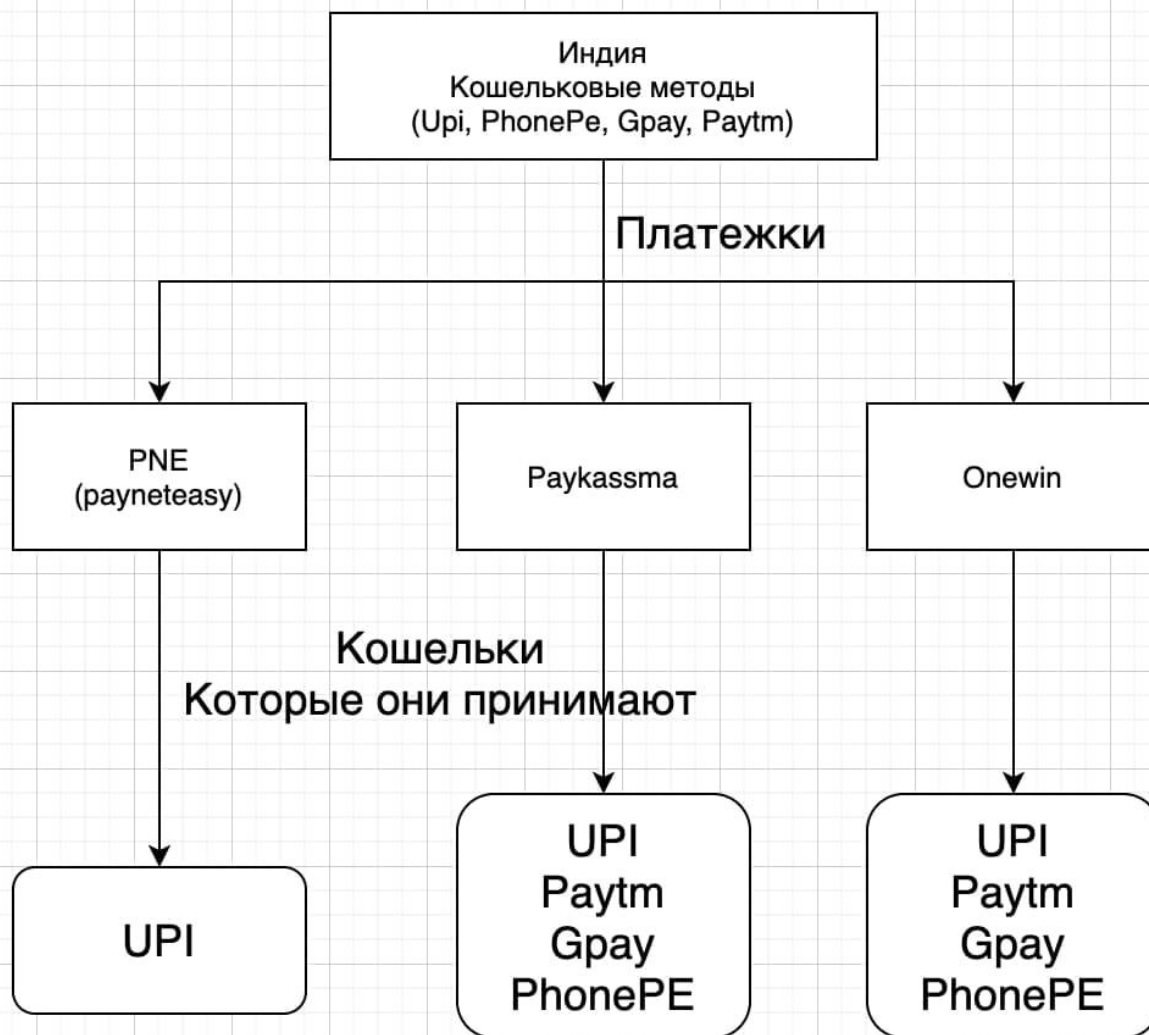 Индия
Кошельковые методы
(Upi, PhonePe, Gpay, Paytm)
Платежки
PNE
(payneteasy)
Paykassma
Onewin
Кошельки
Которые они принимают
UPI
UPI
Paytm
Gpay
PhonePE
UPI
Paytm
Gpay
PhonePE